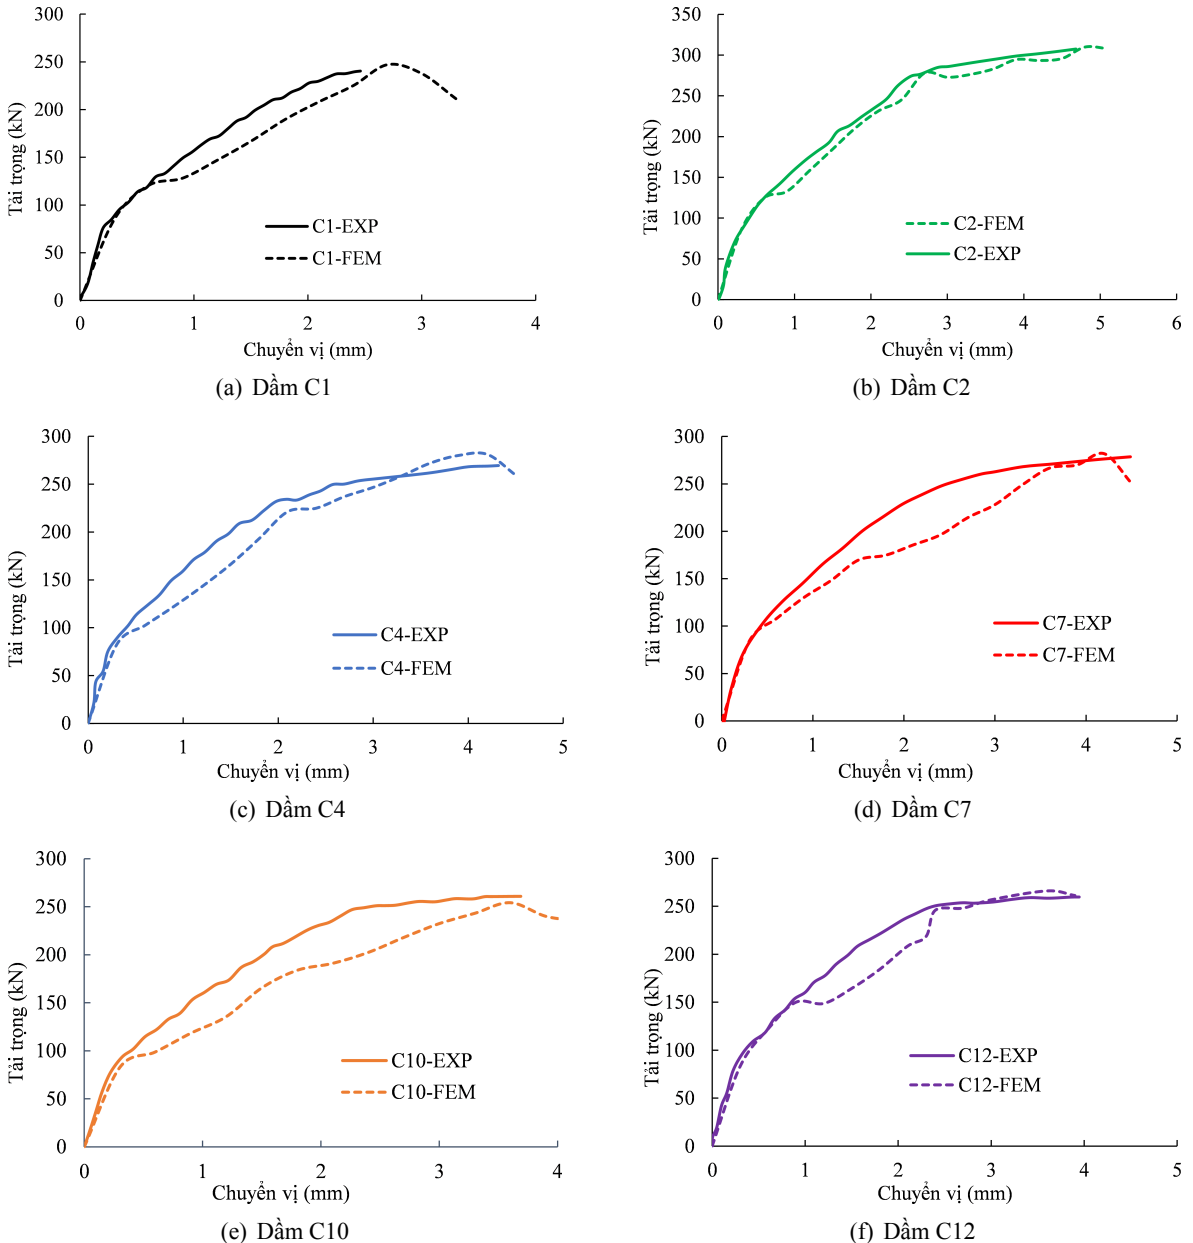 300
250
200
150
100
50
0
Tải trọng (kN)
C1-EXP
C1-FEM
0 1 2 3 4
Chuyển vị (mm)
(a) Dầm C1
350
300
250
200
150
100
50
0
Tải trọng (kN)
C2-FEM
C2-EXP
0 1 2 3 4 5 6
Chuyển vị (mm)
(b) Dầm C2
300
250
200
150
100
50
0
Tải trọng (kN)
C4-EXP
C4-FEM
0 1 2 3 4 5
Chuyển vị (mm)
(c) Dầm C4
300
250
200
150
100
50
0
Tải trọng (kN)
C7-EXP
C7-FEM
0 1 2 3 4 5
Chuyển vị (mm)
(d) Dầm C7
300
250
200
150
100
50
0
Tải trọng (kN)
C10-EXP
C10-FEM
0 1 2 3 4
Chuyển vị (mm)
(e) Dầm C10
300
250
200
150
100
50
0
Tải trọng (kN)
C12-EXP
C12-FEM
0 1 2 3 4 5
Chuyển vị (mm)
(f) Dầm C12